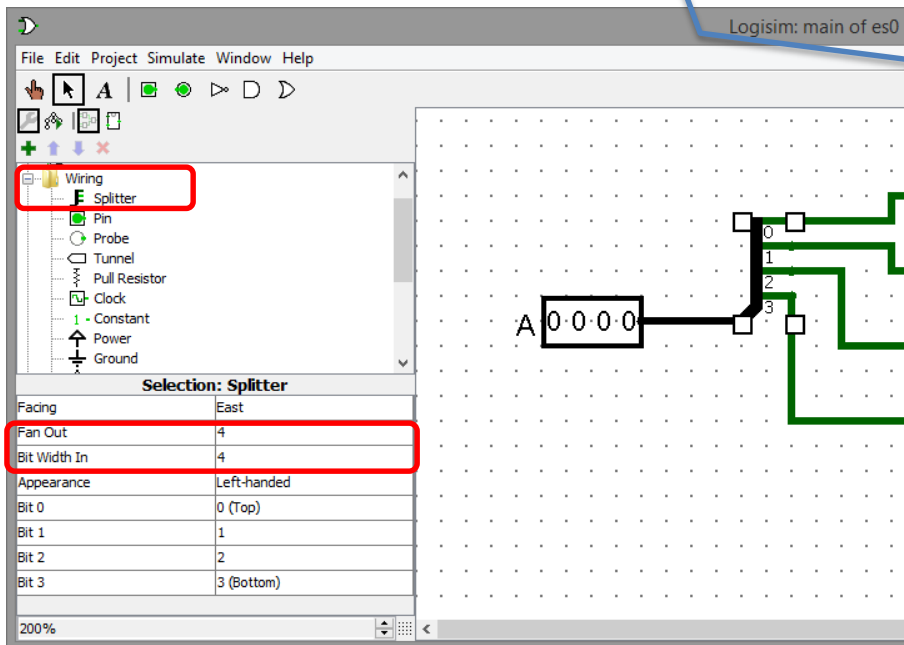 Logisim: main of es0
File Edit Project Simulate Window Help
A
Wiring
Splitter
Pin
Probe
Tunnel
Pull Resistor
Clock
1 - Constant
Power
Ground
Selection: Splitter
Facing East
Fan Out 4
Bit Width In 4
Appearance Left-handed
Bit 0 0 (Top)
Bit 1 1
Bit 2 2
Bit 3 3 (Bottom)
200%
A 0 0 0 0
0
1
2
3